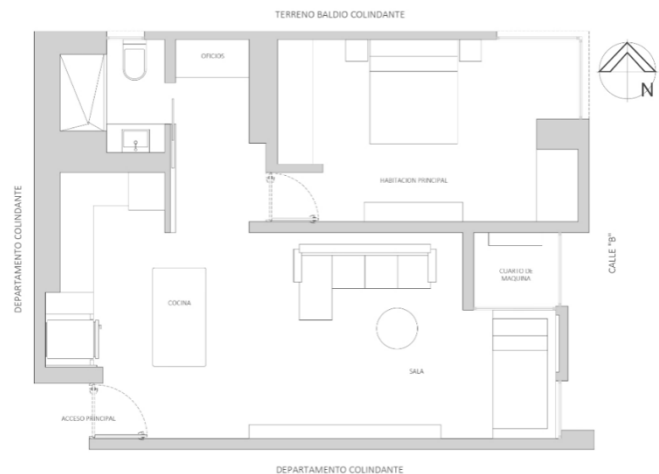 TERRENO BALDIO COLINDANTE
OFICIOS
N
DEPARTAMENTO COLINDANTE
HABITACION PRINCIPAL
CALLE "B"
CUARTO DE
MAQUINA
COCINA
SALA
ACCESO PRINCIPAL
DEPARTAMENTO COLINDANTE